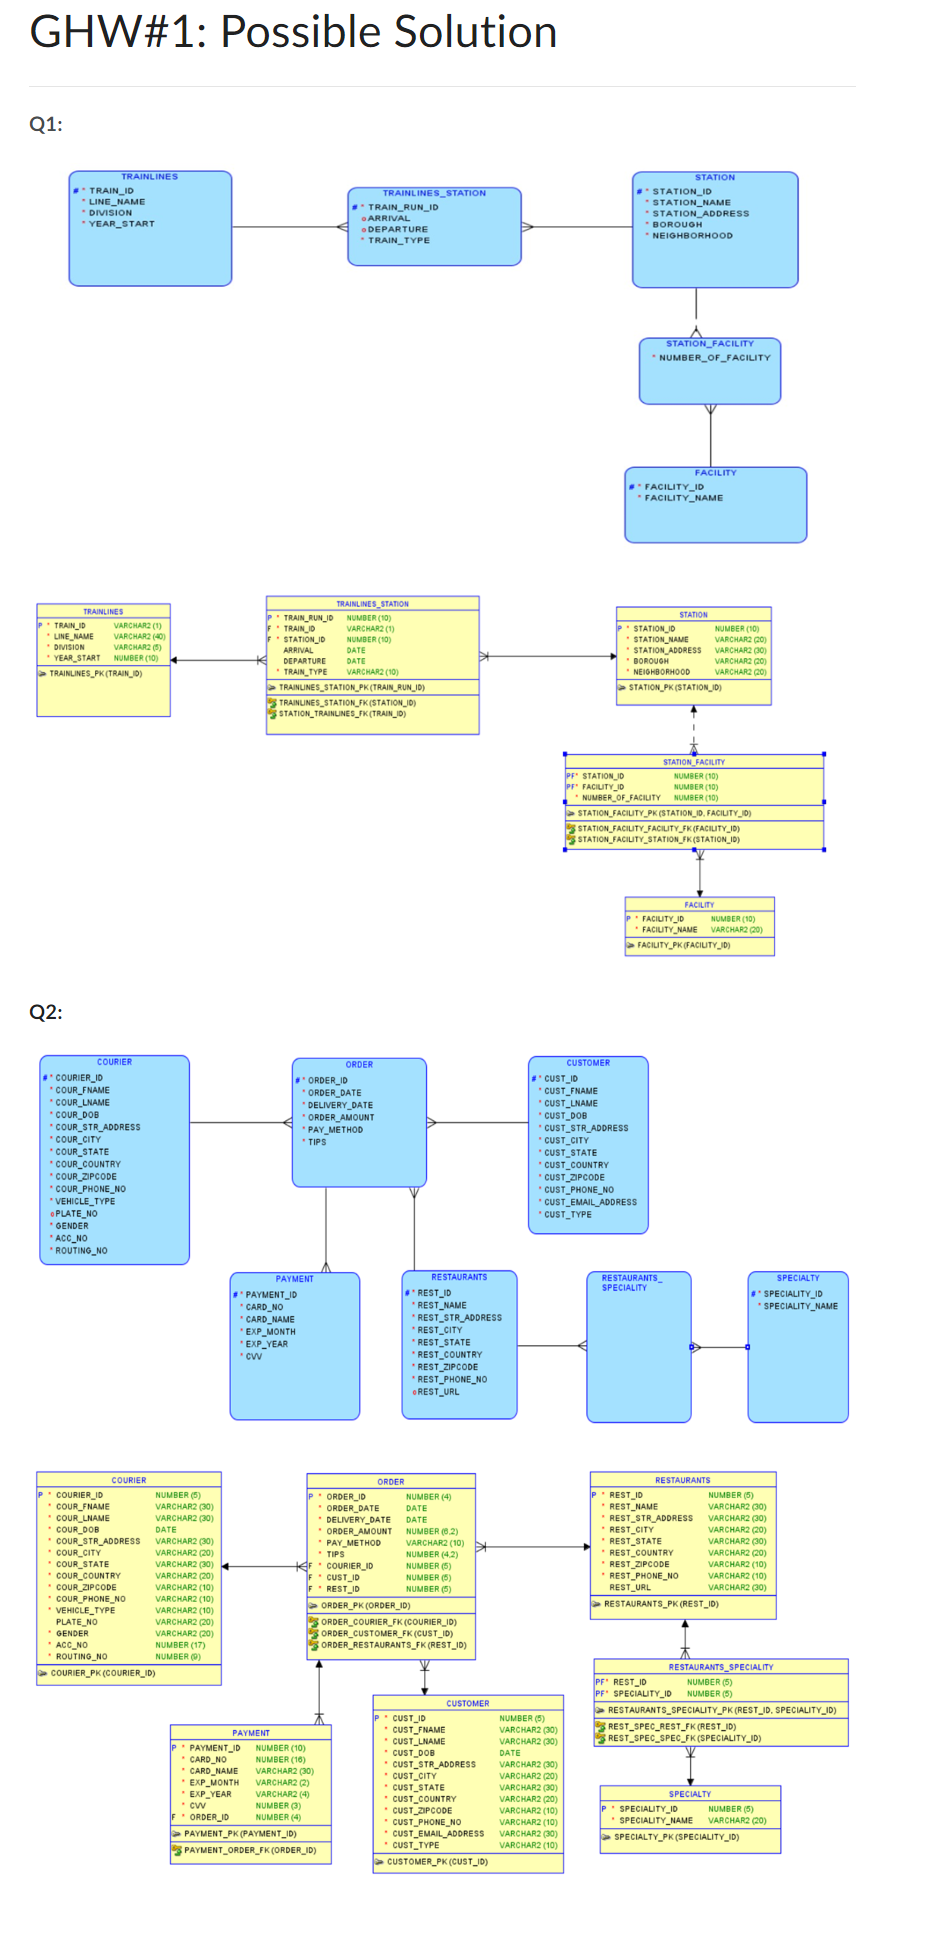 GHW#1: Possible Solution
Q1:
TRAINLINES
# * TRAIN_ID
* LINE_NAME
* DIVISION
* YEAR_START
TRAINLINES_STATION
# * TRAIN_RUN_ID
o ARRIVAL
o DEPARTURE
* TRAIN_TYPE
STATION
# * STATION_ID
* STATION_NAME
* STATION_ADDRESS
* BOROUGH
* NEIGHBORHOOD
STATION_FACILITY
* NUMBER_OF_FACILITY
FACILITY
# * FACILITY_ID
* FACILITY_NAME
TRAINLINES
P * TRAIN_ID VARCHAR2 (1)
* LINE_NAME VARCHAR2 (40)
* DIVISION VARCHAR2 (5)
* YEAR_START NUMBER (10)
TRAINLINES_PK (TRAIN_ID)
TRAINLINES_STATION
P * TRAIN_RUN_ID NUMBER (10)
F * TRAIN_ID VARCHAR2 (1)
F * STATION_ID NUMBER (10)
ARRIVAL DATE
DEPARTURE DATE
* TRAIN_TYPE VARCHAR2 (10)
TRAINLINES_STATION_PK (TRAIN_RUN_ID)
TRAINLINES_STATION_FK (STATION_ID)
STATION_TRAINLINES_FK (TRAIN_ID)
STATION
P * STATION_ID NUMBER (10)
* STATION_NAME VARCHAR2 (20)
* STATION_ADDRESS VARCHAR2 (30)
* BOROUGH VARCHAR2 (20)
* NEIGHBORHOOD VARCHAR2 (20)
STATION_PK (STATION_ID)
STATION_FACILITY
PF* STATION_ID NUMBER (10)
PF* FACILITY_ID NUMBER (10)
* NUMBER_OF_FACILITY NUMBER (10)
STATION_FACILITY_PK (STATION_ID, FACILITY_ID)
STATION_FACILITY_FACILITY_FK (FACILITY_ID)
STATION_FACILITY_STATION_FK (STATION_ID)
FACILITY
P * FACILITY_ID NUMBER (10)
* FACILITY_NAME VARCHAR2 (20)
FACILITY_PK (FACILITY_ID)
Q2:
COURIER
# * COURIER_ID
* COUR_FNAME
* COUR_LNAME
* COUR_DOB
* COUR_STR_ADDRESS
* COUR_CITY
* COUR_STATE
* COUR_COUNTRY
* COUR_ZIPCODE
* COUR_PHONE_NO
* VEHICLE_TYPE
o PLATE_NO
* GENDER
* ACC_NO
* ROUTING_NO
ORDER
# * ORDER_ID
* ORDER_DATE
* DELIVERY_DATE
* ORDER_AMOUNT
* PAY_METHOD
* TIPS
CUSTOMER
# * CUST_ID
* CUST_FNAME
* CUST_LNAME
* CUST_DOB
* CUST_STR_ADDRESS
* CUST_CITY
* CUST_STATE
* CUST_COUNTRY
* CUST_ZIPCODE
* CUST_PHONE_NO
* CUST_EMAIL_ADDRESS
* CUST_TYPE
PAYMENT
# * PAYMENT_ID
* CARD_NO
* CARD_NAME
* EXP_MONTH
* EXP_YEAR
* CVV
RESTAURANTS
# * REST_ID
* REST_NAME
* REST_STR_ADDRESS
* REST_CITY
* REST_STATE
* REST_COUNTRY
* REST_ZIPCODE
* REST_PHONE_NO
o REST_URL
RESTAURANTS_
SPECIALITY
SPECIALTY
# * SPECIALITY_ID
* SPECIALITY_NAME
COURIER
P * COURIER_ID NUMBER (5)
* COUR_FNAME VARCHAR2 (30)
* COUR_LNAME VARCHAR2 (30)
* COUR_DOB DATE
* COUR_STR_ADDRESS VARCHAR2 (30)
* COUR_CITY VARCHAR2 (20)
* COUR_STATE VARCHAR2 (30)
* COUR_COUNTRY VARCHAR2 (20)
* COUR_ZIPCODE VARCHAR2 (10)
* COUR_PHONE_NO VARCHAR2 (10)
* VEHICLE_TYPE VARCHAR2 (10)
PLATE_NO VARCHAR2 (20)
* GENDER VARCHAR2 (20)
* ACC_NO NUMBER (17)
* ROUTING_NO NUMBER (9)
COURIER_PK (COURIER_ID)
ORDER
P * ORDER_ID NUMBER (4)
* ORDER_DATE DATE
* DELIVERY_DATE DATE
* ORDER_AMOUNT NUMBER (6,2)
* PAY_METHOD VARCHAR2 (10)
* TIPS NUMBER (4,2)
F * COURIER_ID NUMBER (5)
F * CUST_ID NUMBER (5)
F * REST_ID NUMBER (5)
ORDER_PK (ORDER_ID)
ORDER_COURIER_FK (COURIER_ID)
ORDER_CUSTOMER_FK (CUST_ID)
ORDER_RESTAURANTS_FK (REST_ID)
RESTAURANTS
P * REST_ID NUMBER (5)
* REST_NAME VARCHAR2 (30)
* REST_STR_ADDRESS VARCHAR2 (30)
* REST_CITY VARCHAR2 (20)
* REST_STATE VARCHAR2 (30)
* REST_COUNTRY VARCHAR2 (20)
* REST_ZIPCODE VARCHAR2 (10)
* REST_PHONE_NO VARCHAR2 (10)
REST_URL VARCHAR2 (30)
RESTAURANTS_PK (REST_ID)
RESTAURANTS_SPECIALITY
PF* REST_ID NUMBER (5)
PF* SPECIALITY_ID NUMBER (5)
RESTAURANTS_SPECIALITY_PK (REST_ID, SPECIALITY_ID)
REST_SPEC_REST_FK (REST_ID)
REST_SPEC_SPEC_FK (SPECIALITY_ID)
PAYMENT
P * PAYMENT_ID NUMBER (10)
* CARD_NO NUMBER (16)
* CARD_NAME VARCHAR2 (30)
* EXP_MONTH VARCHAR2 (2)
* EXP_YEAR VARCHAR2 (4)
* CVV NUMBER (3)
F * ORDER_ID NUMBER (4)
PAYMENT_PK (PAYMENT_ID)
PAYMENT_ORDER_FK (ORDER_ID)
CUSTOMER
P * CUST_ID NUMBER (5)
* CUST_FNAME VARCHAR2 (30)
* CUST_LNAME VARCHAR2 (30)
* CUST_DOB DATE
* CUST_STR_ADDRESS VARCHAR2 (30)
* CUST_CITY VARCHAR2 (20)
* CUST_STATE VARCHAR2 (30)
* CUST_COUNTRY VARCHAR2 (20)
* CUST_ZIPCODE VARCHAR2 (10)
* CUST_PHONE_NO VARCHAR2 (10)
* CUST_EMAIL_ADDRESS VARCHAR2 (30)
* CUST_TYPE VARCHAR2 (10)
CUSTOMER_PK (CUST_ID)
SPECIALTY
P * SPECIALITY_ID NUMBER (5)
* SPECIALITY_NAME VARCHAR2 (20)
SPECIALTY_PK (SPECIALITY_ID)